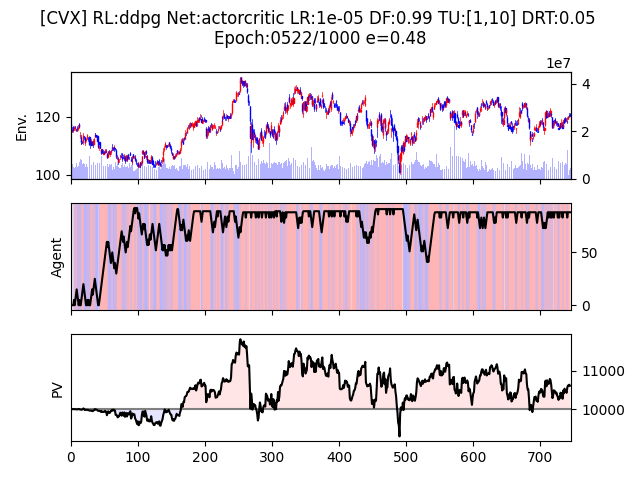 [CVX] RL:ddpg Net:actorcritic LR:1e-05 DF:0.99 TU:[1,10] DRT:0.05
Epoch:0522/1000 e=0.48
1e7
Env.
120
100
4
2
0
Agent
50
0
PV
11000
10000
0 100 200 300 400 500 600 700